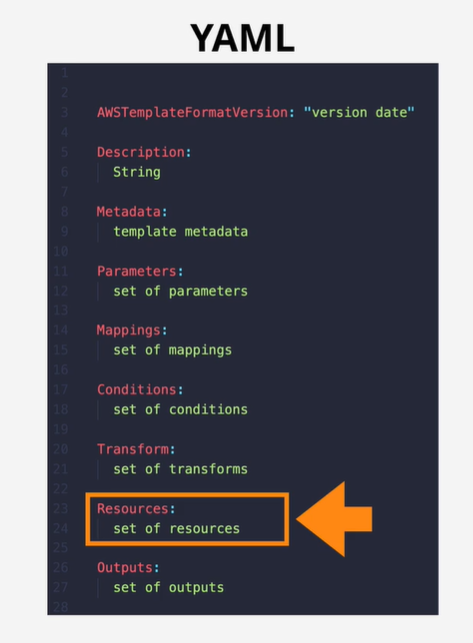 YAML
1
2
3 AWSTemplateFormatVersion: "version date"
4
5 Description:
6 String
7
8 Metadata:
9 template metadata
10
11 Parameters:
12 set of parameters
13
14 Mappings:
15 set of mappings
16
17 Conditions:
18 set of conditions
19
20 Transform:
21 set of transforms
22
23 Resources:
24 set of resources
25
26 Outputs:
27 set of outputs
28